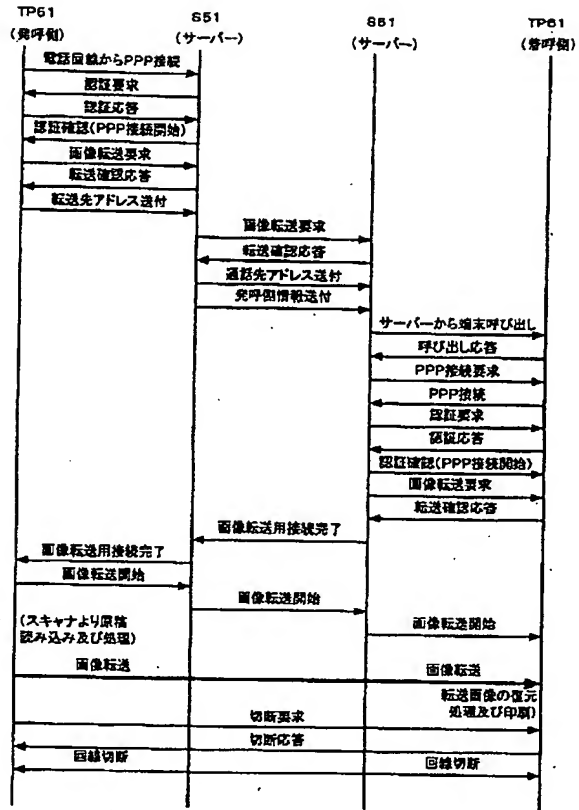 TP61
(発呼側)
S51
(サーバー)
S61
(サーバー)
TP61
(着呼側)
電話回線からPPP接続
認証要求
認証応答
認証確認(PPP接続開始)
画像転送要求
転送確認応答
転送先アドレス送付
画像転送要求
転送確認応答
通話先アドレス送付
発呼側情報送付
サーバーから端末呼び出し
呼び出し応答
PPP接続要求
PPP接続
認証要求
認証応答
認証確認(PPP接続開始)
画像転送要求
転送確認応答
画像転送用接続完了
画像転送用接続完了
画像転送開始
画像転送開始
画像転送開始
(スキャナより原稿
読み込み及び処理)
画像転送
画像転送
転送画像の復元
処理及び印刷)
切断要求
切断応答
回線切断
回線切断